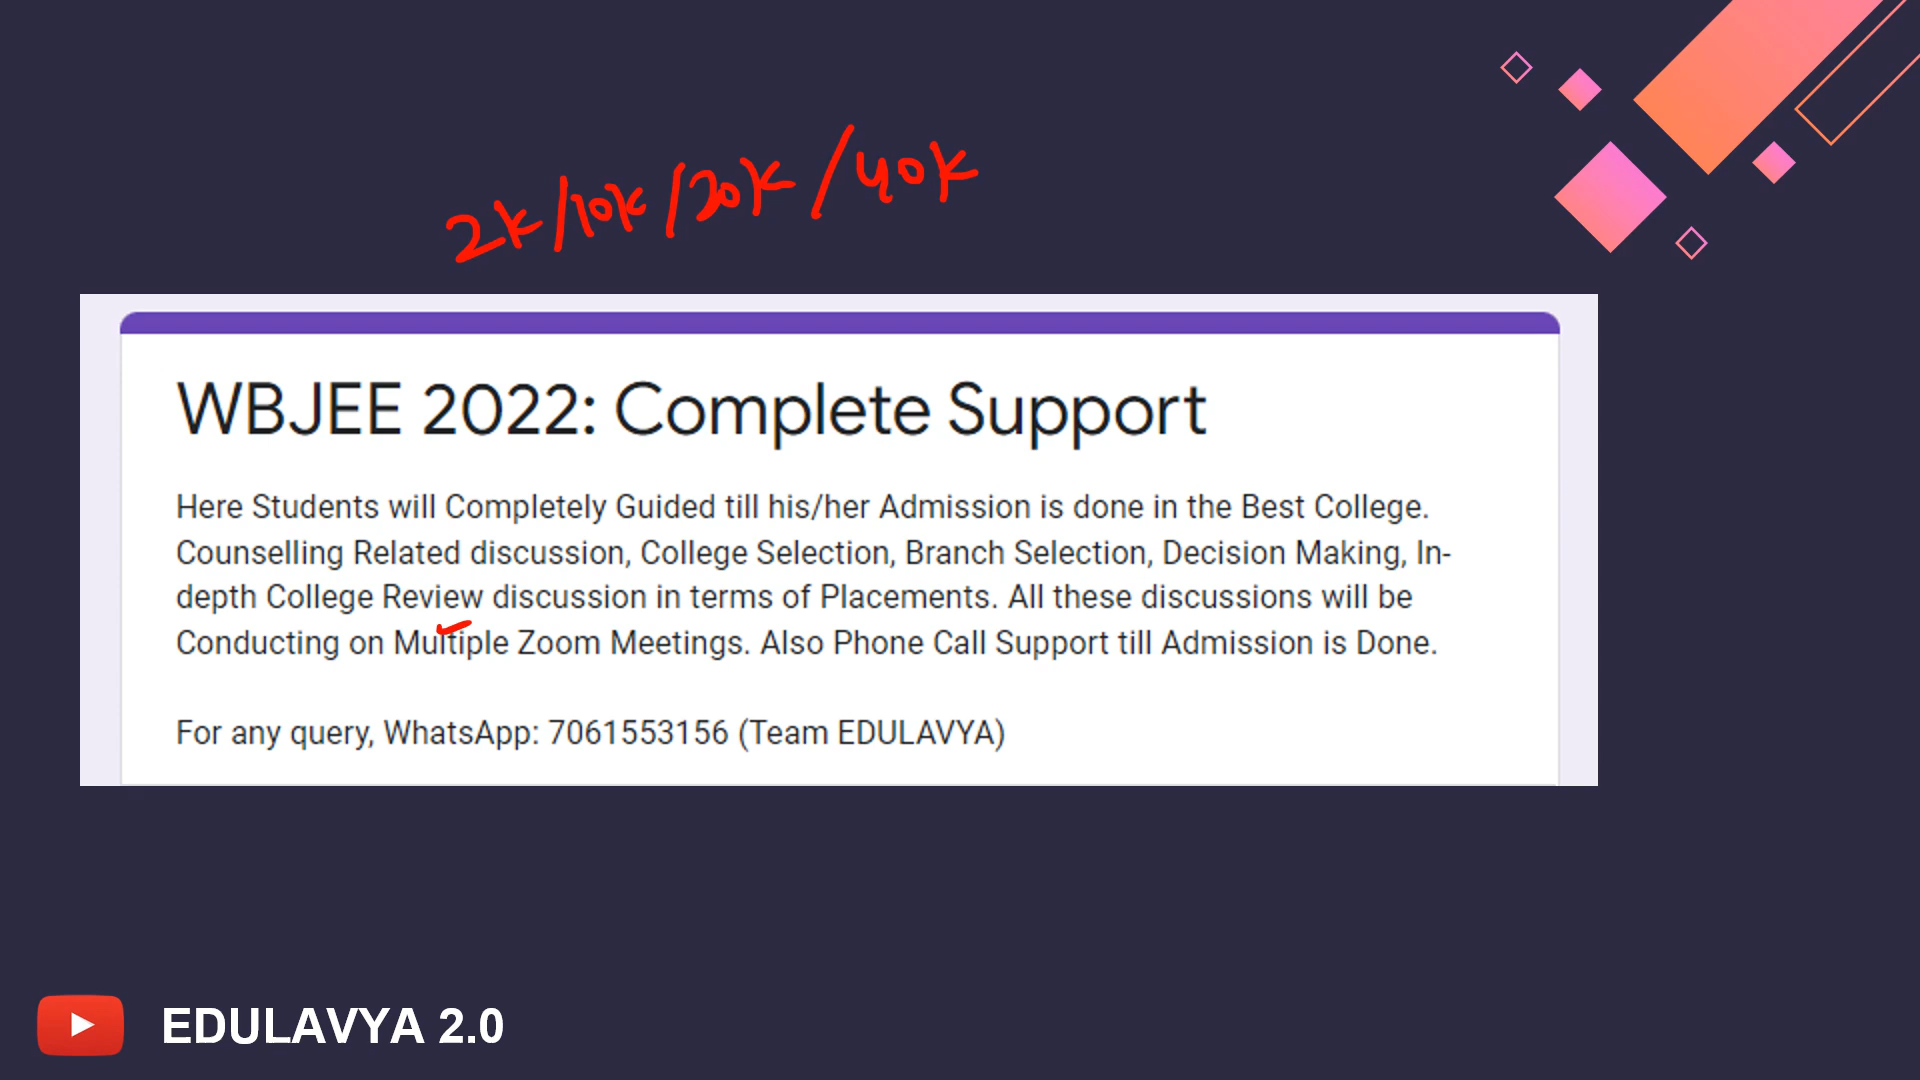 2K/10K/20K/40K
WBJEE 2022: Complete Support
Here Students will Completely Guided till his/her Admission is done in the Best College.
Counselling Related discussion, College Selection, Branch Selection, Decision Making, In-
depth College Review discussion in terms of Placements. All these discussions will be
Conducting on Multiple Zoom Meetings. Also Phone Call Support till Admission is Done.
For any query, WhatsApp: 7061553156 (Team EDULAVYA)
EDULAVYA 2.0